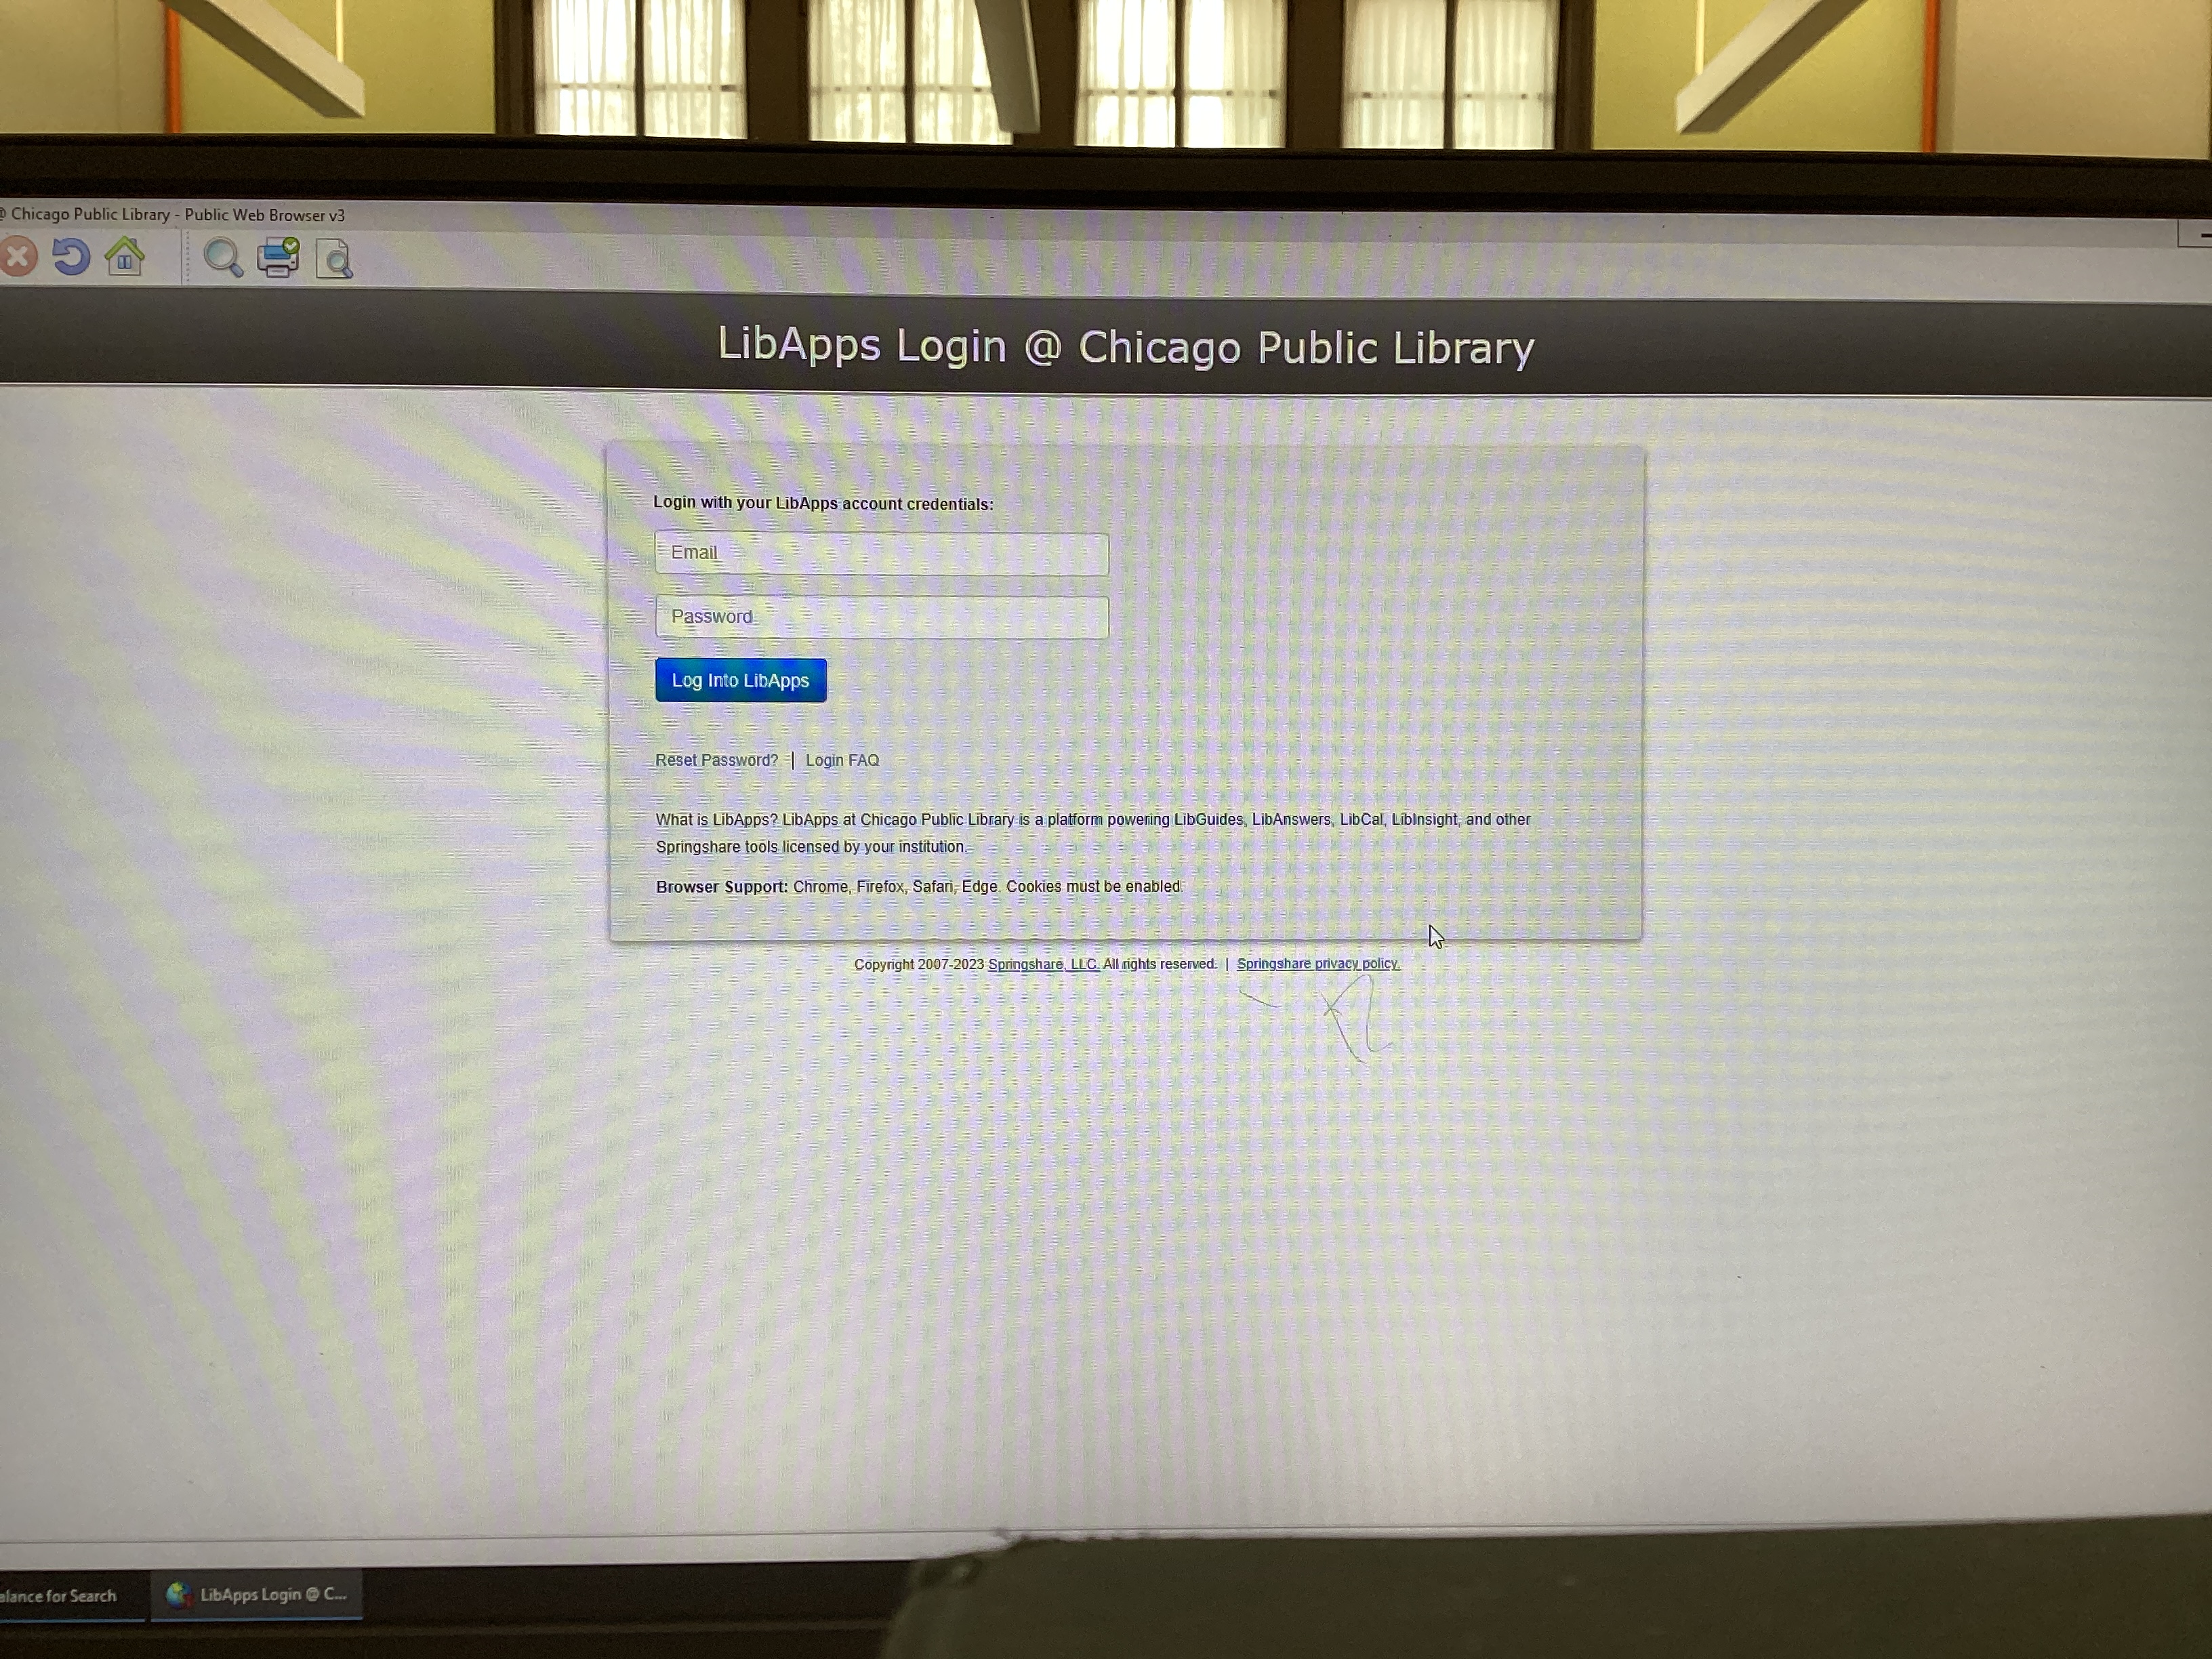 @ Chicago Public Library - Public Web Browser v3
LibApps Login @ Chicago Public Library
Login with your LibApps account credentials:
Email
Password
Log Into LibApps
Reset Password? | Login FAQ
What is LibApps? LibApps at Chicago Public Library is a platform powering LibGuides, LibAnswers, LibCal, LibInsight, and other
Springshare tools licensed by your institution.
Browser Support: Chrome, Firefox, Safari, Edge. Cookies must be enabled.
Copyright 2007-2023 Springshare, LLC. All rights reserved. | Springshare privacy policy.
for Search
LibApps Login @ C...